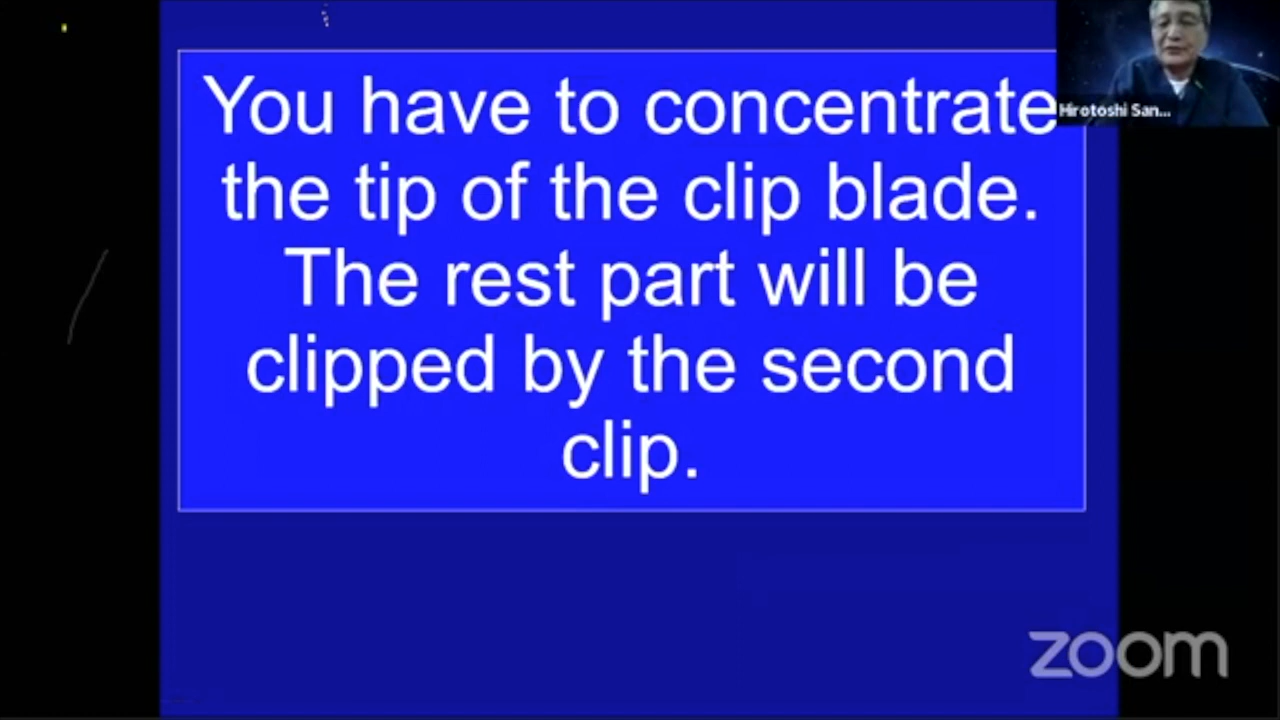 You have to concentrate
the tip of the clip blade.
The rest part will be
clipped by the second
clip.
Hirotoshi San...
zoom